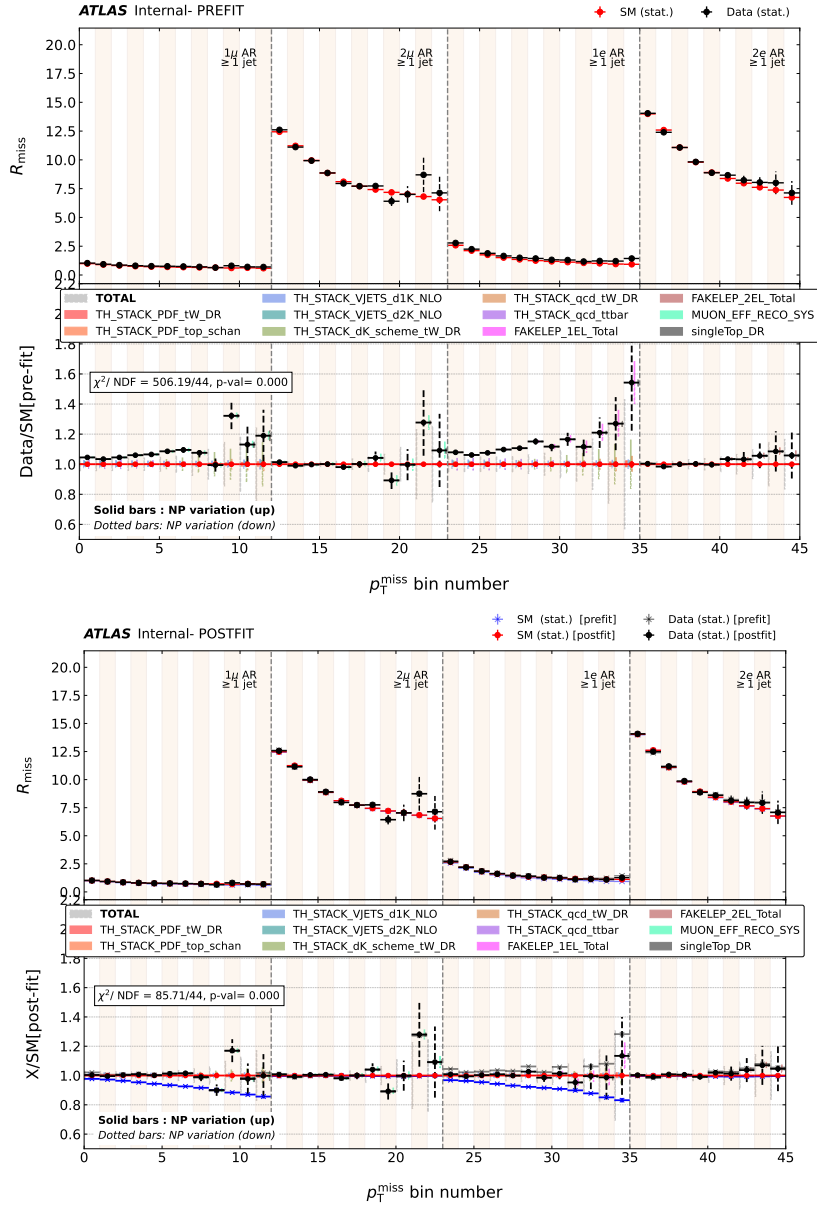 ATLAS Internal- PREFIT
SM (stat.) Data (stat.)
20.0
17.5
15.0
12.5
10.0
7.5
5.0
2.5
0.0
R_miss
1μ AR
≥ 1 jet
2μ AR
≥ 1 jet
1e AR
≥ 1 jet
2e AR
≥ 1 jet
2.2
2
TOTAL TH_STACK_VJETS_d1K_NLO TH_STACK_qcd_tW_DR FAKELEP_2EL_Total
TH_STACK_PDF_tW_DR TH_STACK_VJETS_d2K_NLO TH_STACK_qcd_ttbar MUON_EFF_RECO_SYS
TH_STACK_PDF_top_schan TH_STACK_dK_scheme_tW_DR FAKELEP_1EL_Total singleTop_DR
1.8
1.6
1.4
1.2
1.0
0.8
0.6
Data/SM[pre-fit]
χ²/ NDF = 506.19/44, p-val= 0.000
Solid bars : NP variation (up)
Dotted bars: NP variation (down)
0 5 10 15 20 25 30 35 40 45
p_T^miss bin number
ATLAS Internal- POSTFIT
SM (stat.) [prefit] Data (stat.) [prefit]
SM (stat.) [postfit] Data (stat.) [postfit]
20.0
17.5
15.0
12.5
10.0
7.5
5.0
2.5
0.0
R_miss
1μ AR
≥ 1 jet
2μ AR
≥ 1 jet
1e AR
≥ 1 jet
2e AR
≥ 1 jet
2.2
2
TOTAL TH_STACK_VJETS_d1K_NLO TH_STACK_qcd_tW_DR FAKELEP_2EL_Total
TH_STACK_PDF_tW_DR TH_STACK_VJETS_d2K_NLO TH_STACK_qcd_ttbar MUON_EFF_RECO_SYS
TH_STACK_PDF_top_schan TH_STACK_dK_scheme_tW_DR FAKELEP_1EL_Total singleTop_DR
1.8
1.6
1.4
1.2
1.0
0.8
0.6
X/SM[post-fit]
χ²/ NDF = 85.71/44, p-val= 0.000
Solid bars : NP variation (up)
Dotted bars: NP variation (down)
0 5 10 15 20 25 30 35 40 45
p_T^miss bin number